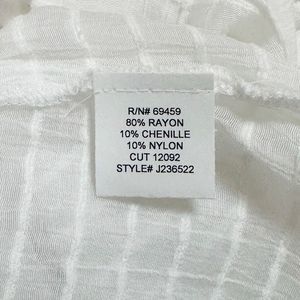 R/N# 69459
80% RAYON
10% CHENILLE
10% NYLON
CUT 12092
STYLE# J236522